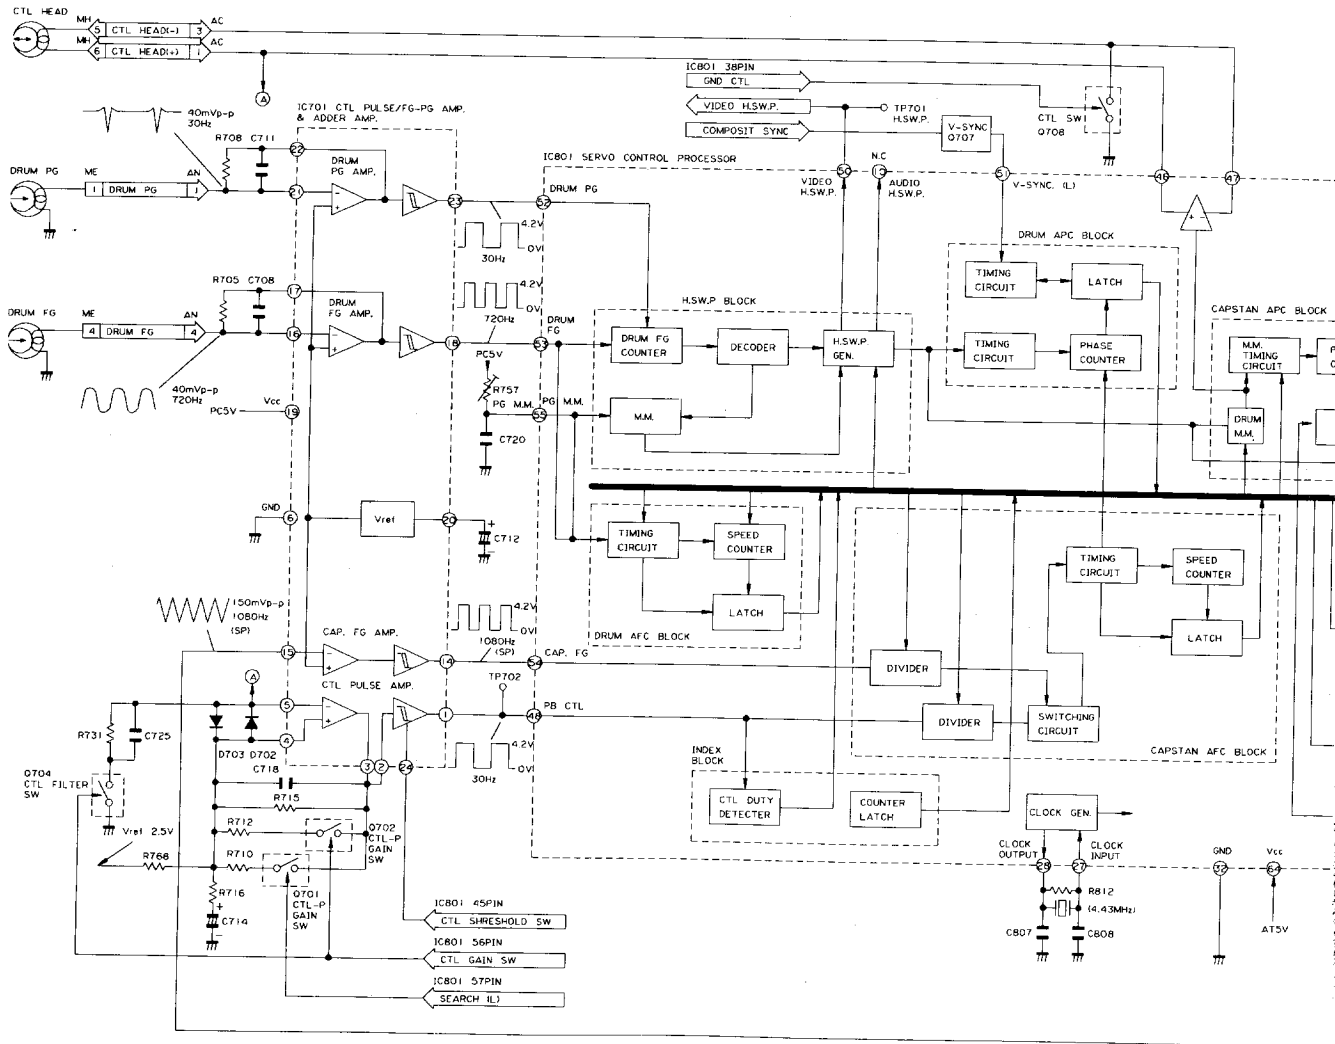 CTL HEAD
MH
5
CTL HEAD(-)
3
AC
MH
6
CTL HEAD(+)
1
AC
A
IC801 38PIN
GND CTL
VIDEO H.SW.P.
TP701
H.SW.P.
COMPOSIT SYNC
V-SYNC
Q707
CTL SW
Q708
40mVp-p
30Hz
R708 C711
IC701 CTL PULSE/FG-PG AMP.
& ADDER AMP.
22
DRUM
PG AMP.
DRUM PG
ME
1
DRUM PG
1
AN
21
23
4.2V
0V
30Hz
IC801 SERVO CONTROL PROCESSOR
52
DRUM PG
VIDEO
H.SW.P.
50
N.C
13
AUDIO
H.SW.P.
51
V-SYNC. (L)
46
47
+ -
R705 C708
17
DRUM
FG AMP.
DRUM FG
ME
4
DRUM FG
4
AN
16
18
4.2V
0V
720Hz
DRUM
FG
53
40mVp-p
720Hz
Vcc
PC5V
19
PC5V
R757
PG M.M.
55
PG M.M.
C720
H.SW.P BLOCK
DRUM FG
COUNTER
DECODER
H.SW.P.
GEN.
M.M.
DRUM APC BLOCK
TIMING
CIRCUIT
LATCH
TIMING
CIRCUIT
PHASE
COUNTER
CAPSTAN APC BLOCK
M.M.
TIMING
CIRCUIT
DRUM
M.M.
GND
6
Vref
20
+
C712
-
TIMING
CIRCUIT
SPEED
COUNTER
LATCH
DRUM AFC BLOCK
TIMING
CIRCUIT
SPEED
COUNTER
LATCH
150mVp-p
1080Hz
(SP)
15
CAP. FG AMP.
14
4.2V
0V
1080Hz
(SP)
54
CAP. FG
DIVIDER
A
CTL PULSE AMP.
5
4
1
TP702
48
PB CTL
DIVIDER
SWITCHING
CIRCUIT
CAPSTAN AFC BLOCK
4.2V
0V
30Hz
R731
C725
D703 D702
C718
3
2
24
R715
Q704
CTL FILTER
SW
Vref 2.5V
R768
R712
Q702
CTL-P
GAIN
SW
R710
Q701
CTL-P
GAIN
SW
R716
+
C714
-
INDEX
BLOCK
CTL DUTY
DETECTER
COUNTER
LATCH
CLOCK GEN.
CLOCK
OUTPUT
28
CLOCK
INPUT
27
R812
(4.43MHz)
C807
C808
GND
32
Vcc
64
AT5V
IC801 45PIN
CTL SHRESHOLD SW
IC801 56PIN
CTL GAIN SW
IC801 57PIN
SEARCH (L)